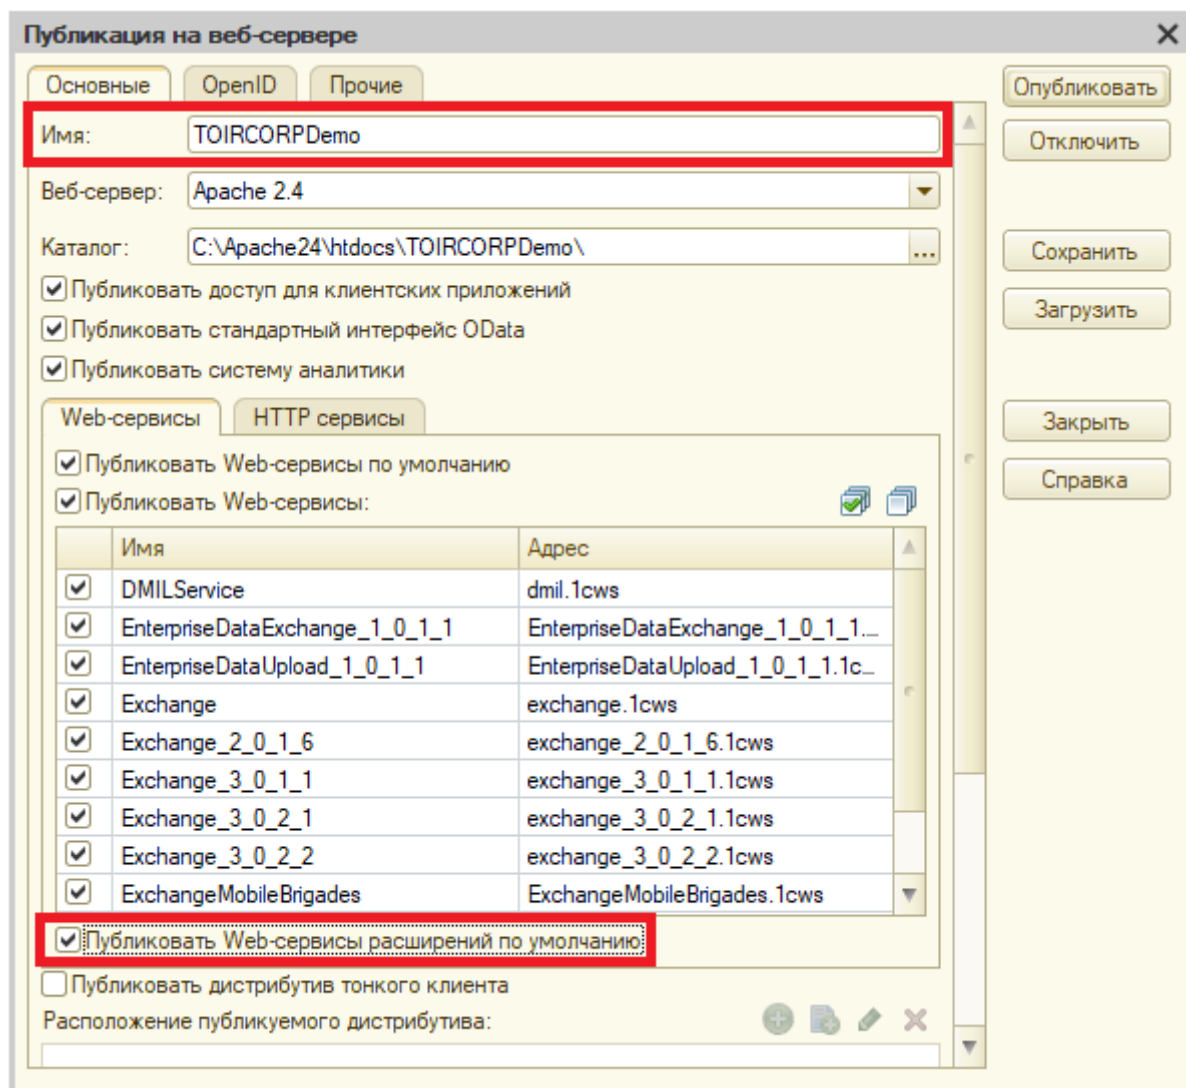 Публикация на веб-сервере
Основные OpenID Прочие
Опубликовать
Имя: TOIRCORPDemo
Отключить
Веб-сервер: Apache 2.4
Каталог: C:\Apache24\htdocs\TOIRCORPDemo\ ...
Сохранить
Публиковать доступ для клиентских приложений
Загрузить
Публиковать стандартный интерфейс OData
Публиковать систему аналитики
Web-сервисы HTTP сервисы
Закрыть
Публиковать Web-сервисы по умолчанию
Справка
Публиковать Web-сервисы:
Имя Адрес
DMILService dmil.1cws
EnterpriseDataExchange_1_0_1_1 EnterpriseDataExchange_1_0_1_1....
EnterpriseDataUpload_1_0_1_1 EnterpriseDataUpload_1_0_1_1.1c...
Exchange exchange.1cws
Exchange_2_0_1_6 exchange_2_0_1_6.1cws
Exchange_3_0_1_1 exchange_3_0_1_1.1cws
Exchange_3_0_2_1 exchange_3_0_2_1.1cws
Exchange_3_0_2_2 exchange_3_0_2_2.1cws
ExchangeMobileBrigades ExchangeMobileBrigades.1cws
Публиковать Web-сервисы расширений по умолчанию
Публиковать дистрибутив тонкого клиента
Расположение публикуемого дистрибутива: